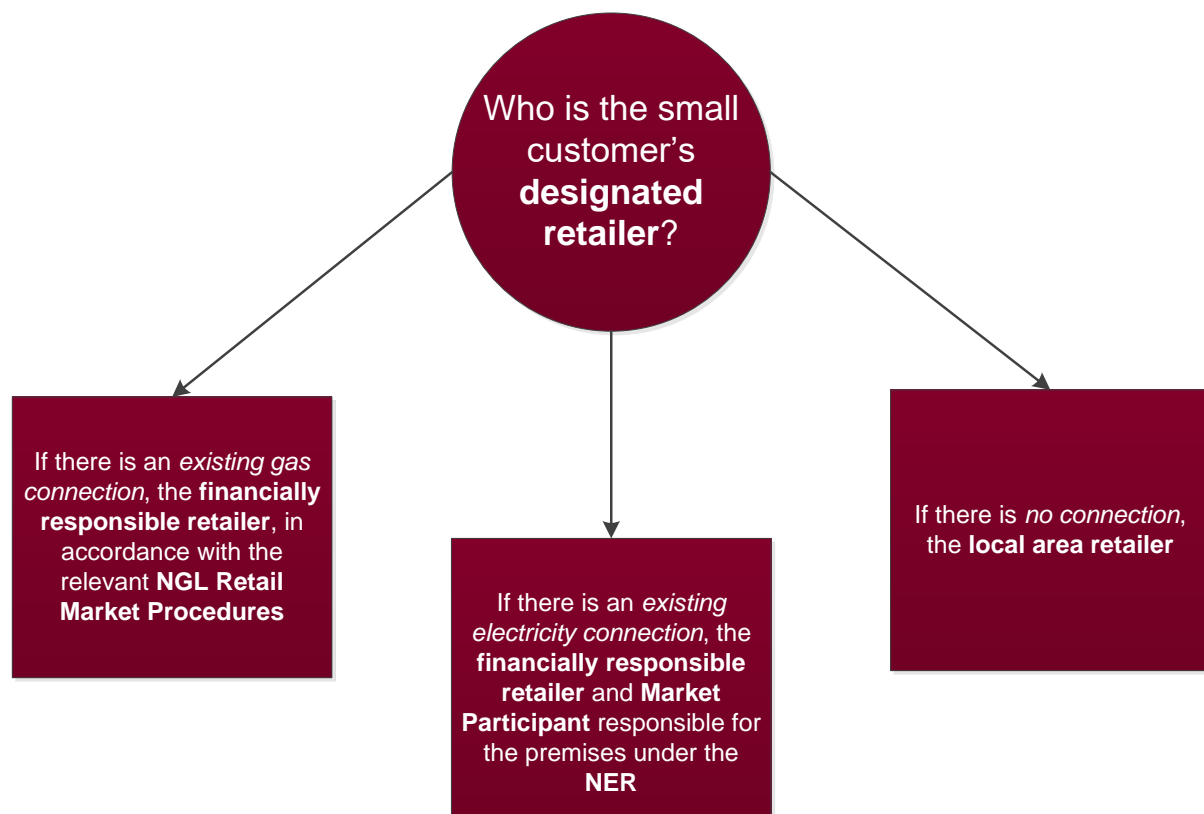 Who is the small
customer’s
designated
retailer?
If there is an existing gas
connection, the financially
responsible retailer, in
accordance with the
relevant NGL Retail
Market Procedures
If there is an existing
electricity connection, the
financially responsible
retailer and Market
Participant responsible for
the premises under the
NER
If there is no connection,
the local area retailer